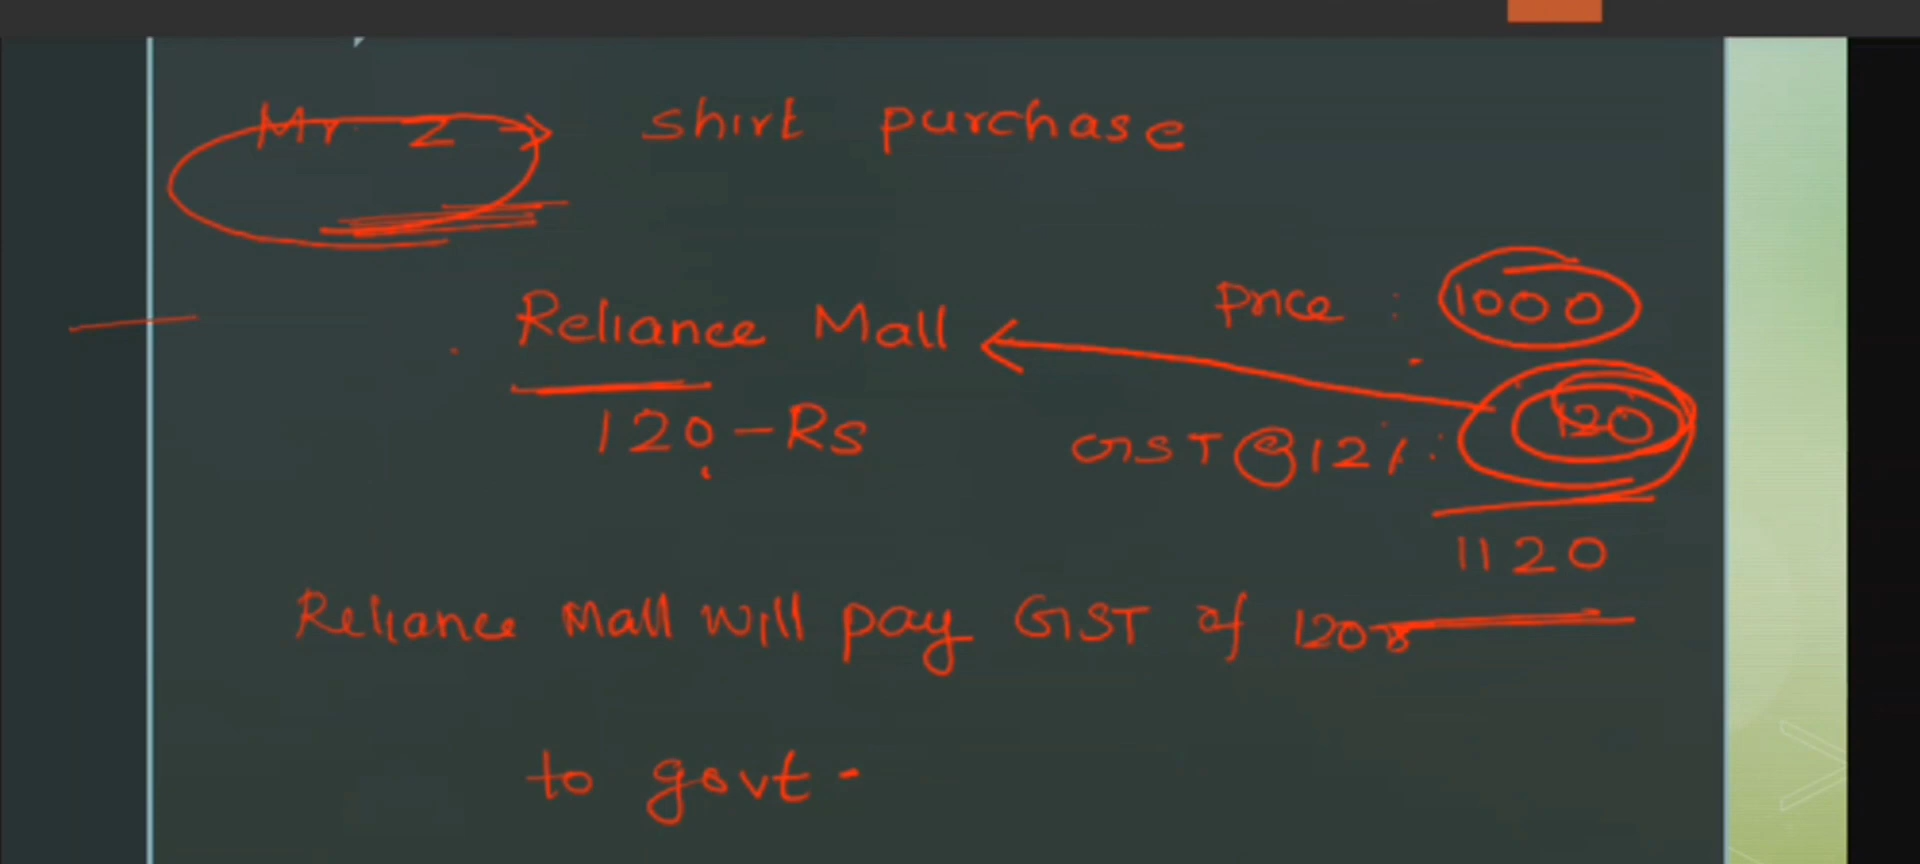 Mr. Z → shirt purchase
Reliance Mall
Price : 1000
120 - Rs
GST @ 12% : 120
1120
Reliance Mall will pay GST of 120
to govt.